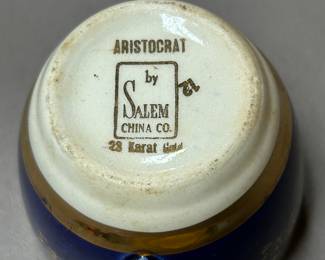 ARISTOCRAT
by
SALEM
CHINA CO.
23 Karat Gold